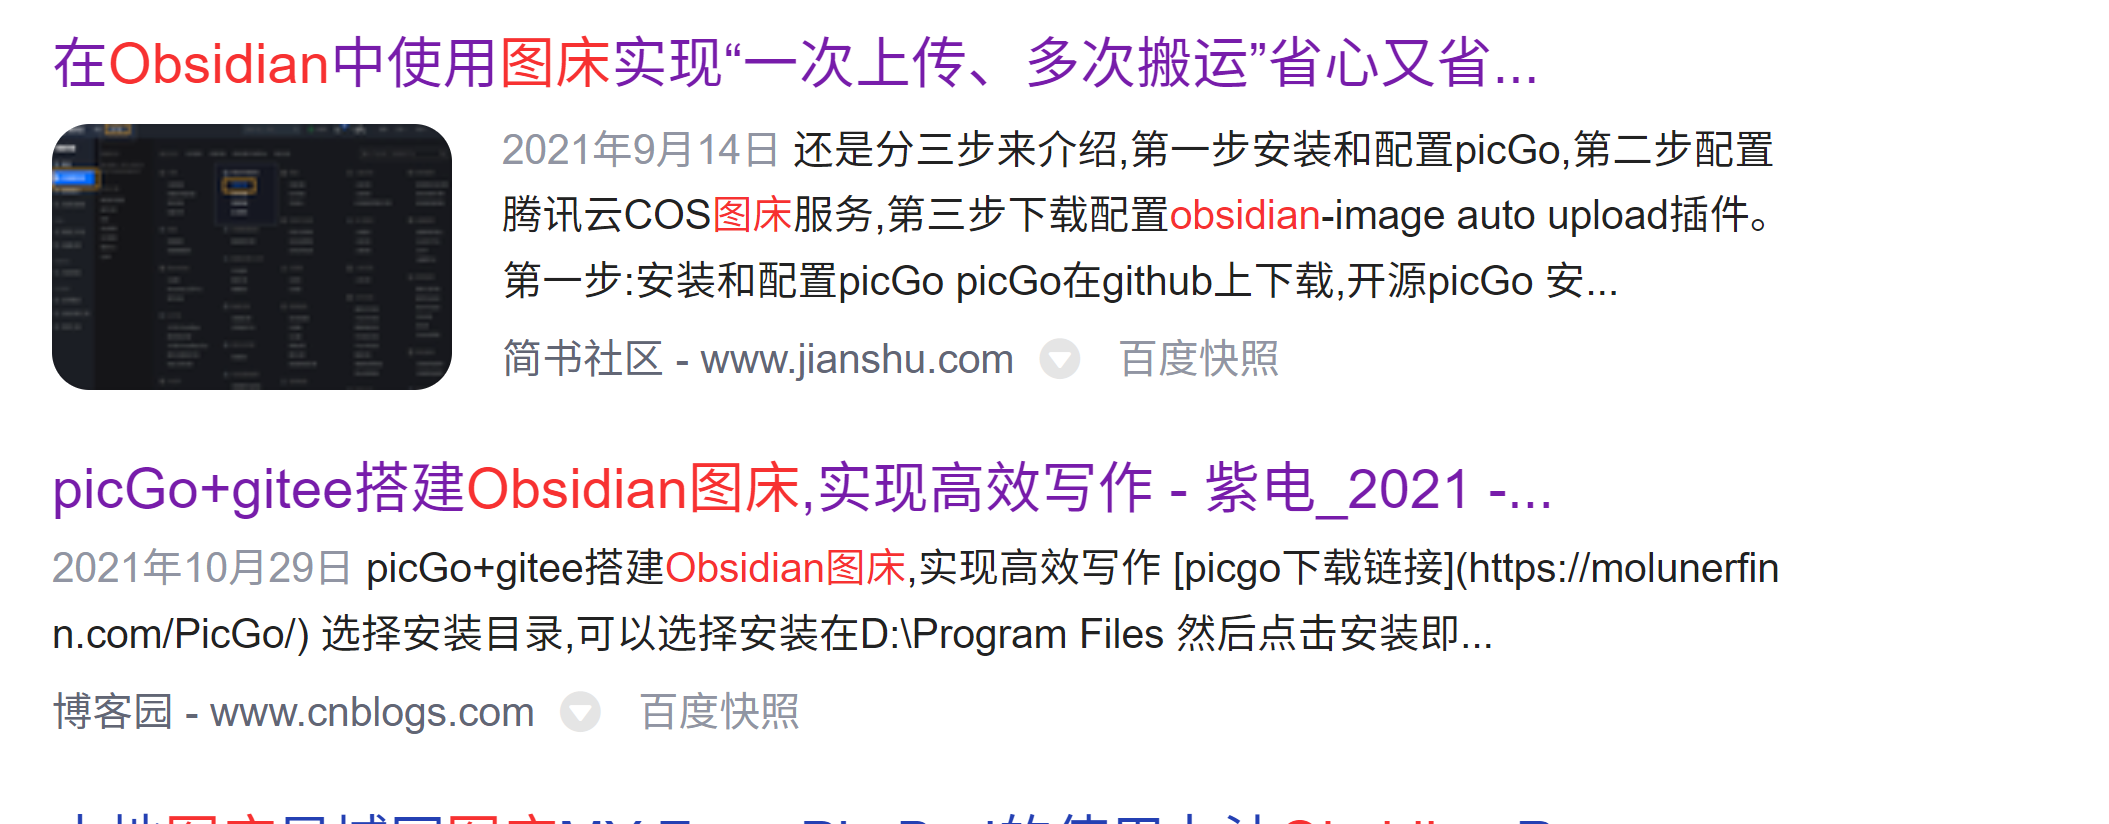 在Obsidian中使用图床实现“一次上传、多次搬运”省心又省...
2021年9月14日 还是分三步来介绍,第一步安装和配置picGo,第二步配置
腾讯云COS图床服务,第三步下载配置obsidian-image auto upload插件。
第一步:安装和配置picGo picGo在github上下载,开源picGo 安...
简书社区 - www.jianshu.com 百度快照
picGo+gitee搭建Obsidian图床,实现高效写作 - 紫电_2021 -...
2021年10月29日 picGo+gitee搭建Obsidian图床,实现高效写作 [picgo下载链接](https://molunerfin
n.com/PicGo/) 选择安装目录,可以选择安装在D:\Program Files 然后点击安装即...
博客园 - www.cnblogs.com 百度快照